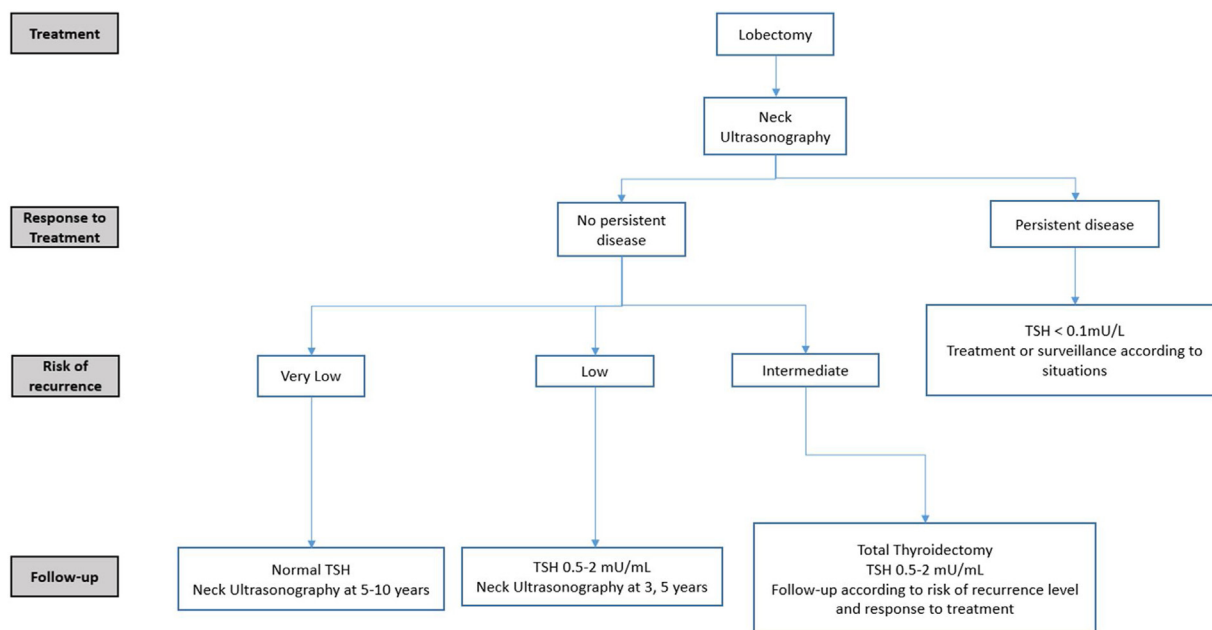 Treatment
Lobectomy
Neck
Ultrasonography
Response to
Treatment
No persistent
disease
Persistent disease
TSH < 0.1mU/L
Treatment or surveillance according to
situations
Risk of
recurrence
Very Low
Low
Intermediate
Follow-up
Normal TSH
Neck Ultrasonography at 5-10 years
TSH 0.5-2 mU/mL
Neck Ultrasonography at 3, 5 years
Total Thyroidectomy
TSH 0.5-2 mU/mL
Follow-up according to risk of recurrence level
and response to treatment